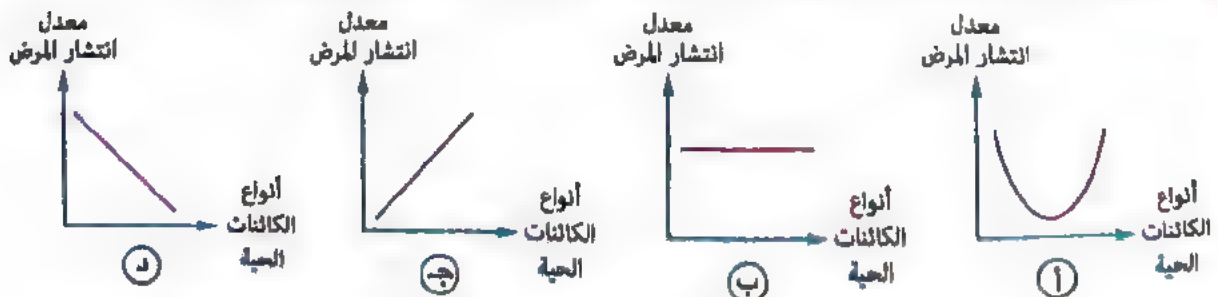 معدل
انتشار المرض
أنواع
الكائنات
الحية
أ
معدل
انتشار المرض
أنواع
الكائنات
الحية
ب
معدل
انتشار المرض
أنواع
الكائنات
الحية
جـ
معدل
انتشار المرض
أنواع
الكائنات
الحية
د